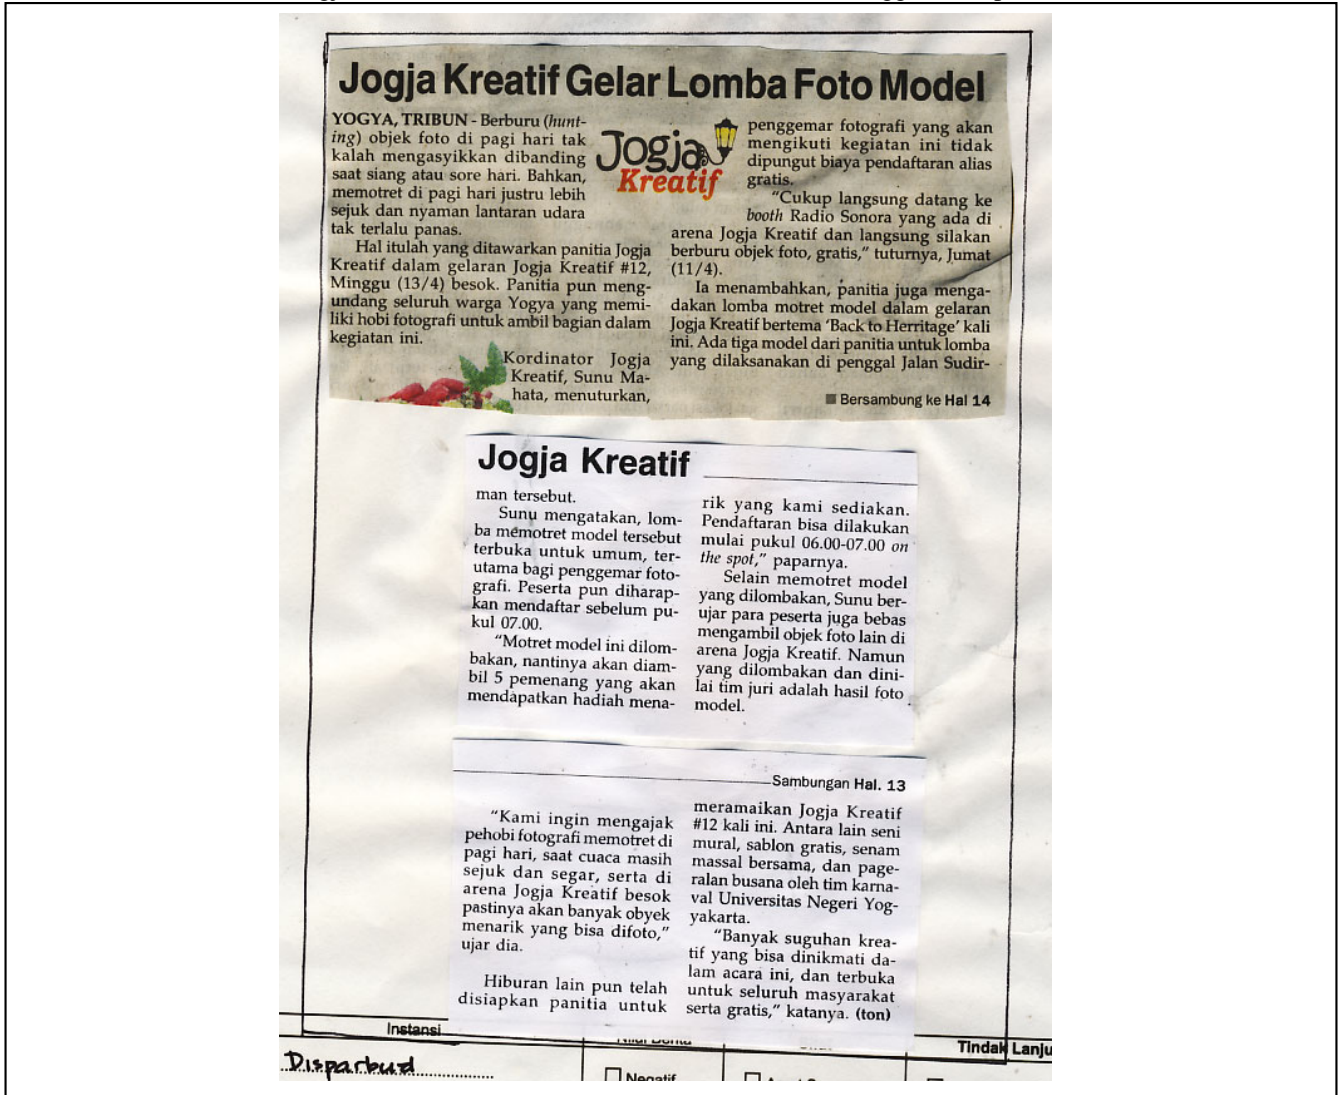 Jogja Kreatif Gelar Lomba Foto Model
YOGYA, TRIBUN - Berburu (hunt-
ing) objek foto di pagi hari tak
kalah mengasyikkan dibanding
saat siang atau sore hari. Bahkan,
memotret di pagi hari justru lebih
sejuk dan nyaman lantaran udara
tak terlalu panas.
Hal itulah yang ditawarkan panitia Jogja
Kreatif dalam gelaran Jogja Kreatif #12,
Minggu (13/4) besok. Panitia pun meng-
undang seluruh warga Yogya yang memi-
liki hobi fotografi untuk ambil bagian dalam
kegiatan ini.
Kordinator Jogja
Kreatif, Sunu Ma-
hata, menuturkan,
Jogja
Kreatif
penggemar fotografi yang akan
mengikuti kegiatan ini tidak
dipungut biaya pendaftaran alias
gratis.
"Cukup langsung datang ke
booth Radio Sonora yang ada di
arena Jogja Kreatif dan langsung silakan
berburu objek foto, gratis," tuturnya, Jumat
(11/4).
Ia menambahkan, panitia juga menga-
dakan lomba motret model dalam gelaran
Jogja Kreatif bertema 'Back to Herritage' kali
ini. Ada tiga model dari panitia untuk lomba
yang dilaksanakan di penggal Jalan Sudir-
■ Bersambung ke Hal 14
Jogja Kreatif
man tersebut.
Sunu mengatakan, lom-
ba memotret model tersebut
terbuka untuk umum, ter-
utama bagi penggemar foto-
grafi. Peserta pun diharap-
kan mendaftar sebelum pu-
kul 07.00.
"Motret model ini dilom-
bakan, nantinya akan diam-
bil 5 pemenang yang akan
mendapatkan hadiah mena-
rik yang kami sediakan.
Pendaftaran bisa dilakukan
mulai pukul 06.00-07.00 on
the spot," paparnya.
Selain memotret model
yang dilombakan, Sunu ber-
ujar para peserta juga bebas
mengambil objek foto lain di
arena Jogja Kreatif. Namun
yang dilombakan dan dini-
lai tim juri adalah hasil foto
model.
Sambungan Hal. 13
"Kami ingin mengajak
pehobi fotografi memotret di
pagi hari, saat cuaca masih
sejuk dan segar, serta di
arena Jogja Kreatif besok
pastinya akan banyak obyek
menarik yang bisa difoto,"
ujar dia.
Hiburan lain pun telah
disiapkan panitia untuk
meramaikan Jogja Kreatif
#12 kali ini. Antara lain seni
mural, sablon gratis, senam
massal bersama, dan page-
ralan busana oleh tim karna-
val Universitas Negeri Yog-
yakarta.
"Banyak suguhan krea-
tif yang bisa dinikmati da-
lam acara ini, dan terbuka
untuk seluruh masyarakat
serta gratis," katanya. (ton)
Instansi
Tindak Lanju
Disparbud
Negatif